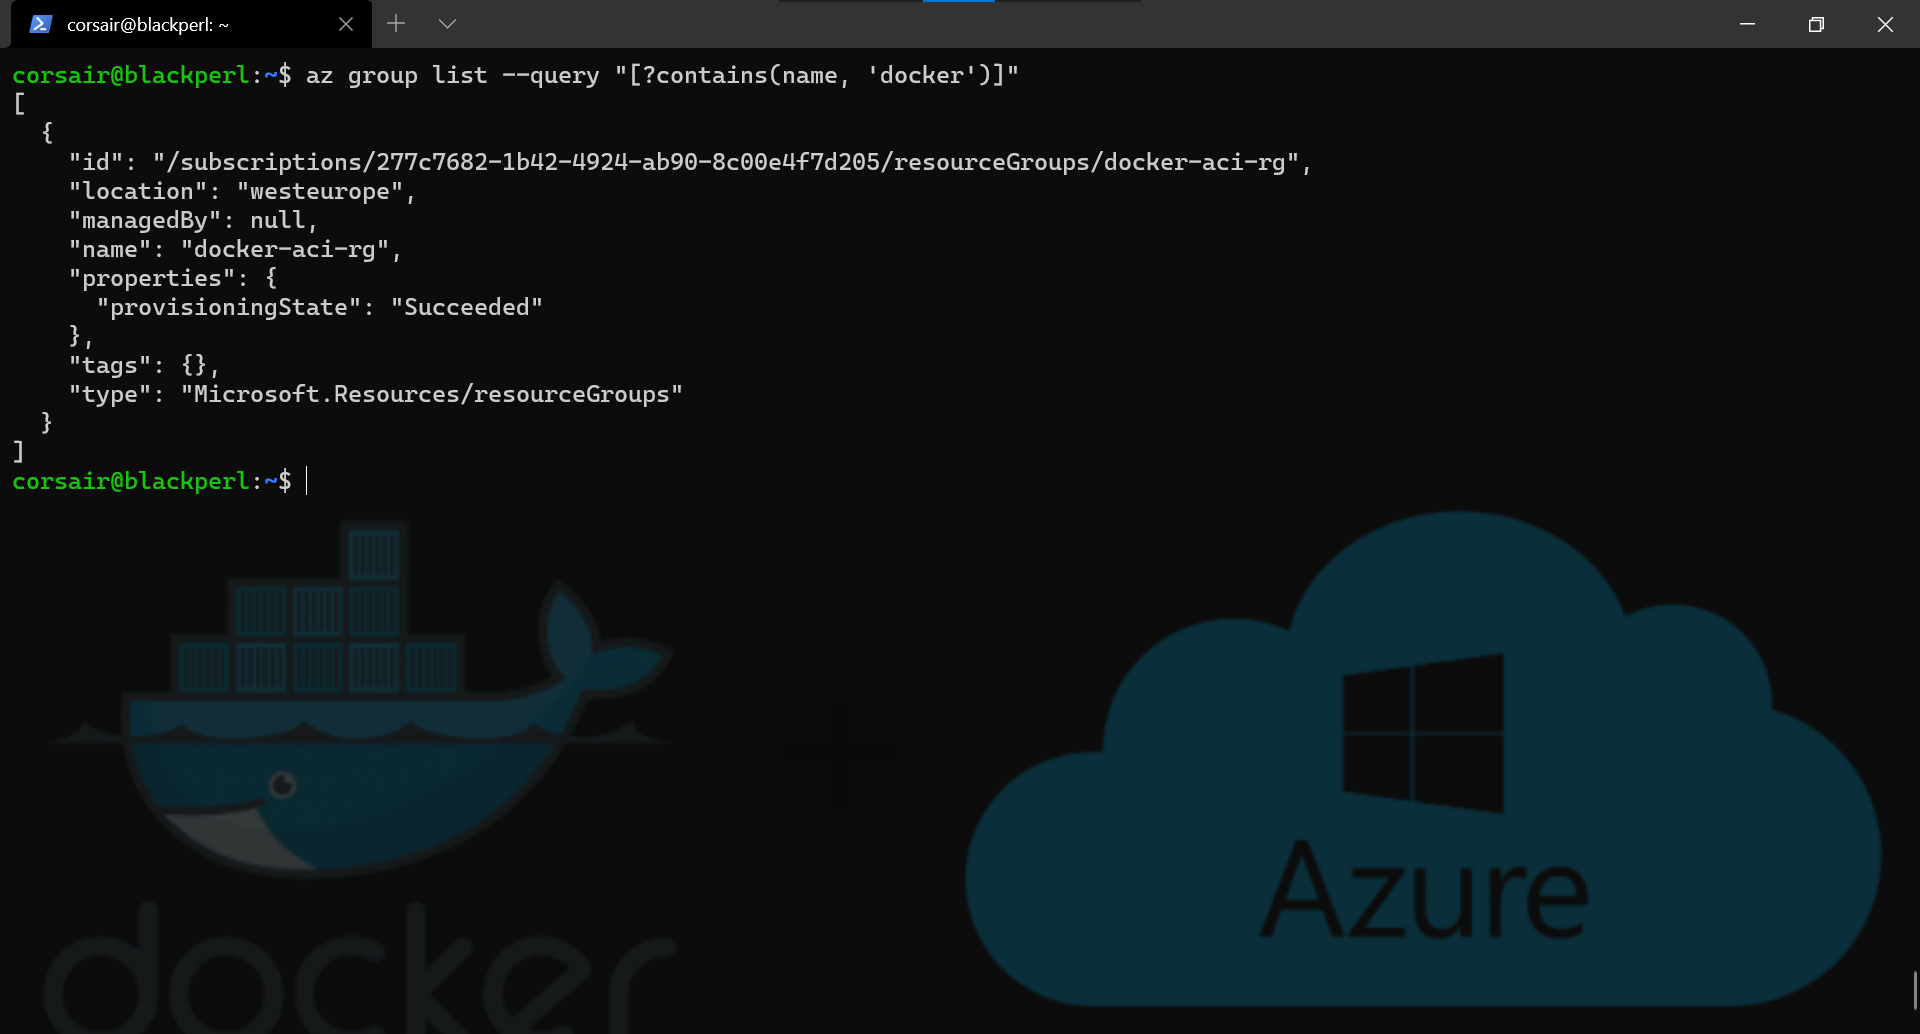 corsair@blackperl: ~
corsair@blackperl:~$ az group list --query "[?contains(name, 'docker')]"
[
  {
    "id": "/subscriptions/277c7682-1b42-4924-ab90-8c00e4f7d205/resourceGroups/docker-aci-rg",
    "location": "westeurope",
    "managedBy": null,
    "name": "docker-aci-rg",
    "properties": {
      "provisioningState": "Succeeded"
    },
    "tags": {},
    "type": "Microsoft.Resources/resourceGroups"
  }
]
corsair@blackperl:~$
Azure
docker